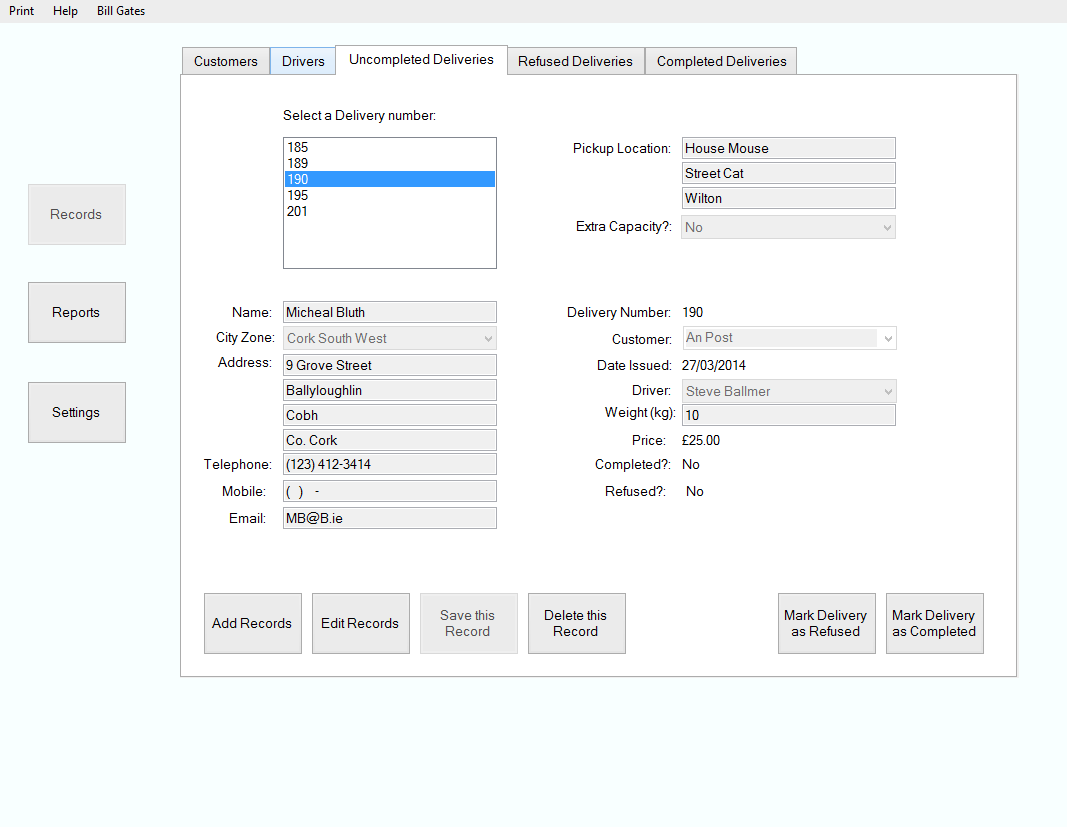 Print Help Bill Gates
Customers Drivers Uncompleted Deliveries Refused Deliveries Completed Deliveries
Select a Delivery number:
185
189
190
195
201
Pickup Location: House Mouse
Street Cat
Wilton
Extra Capacity?: No
Records
Reports
Settings
Name: Micheal Bluth
City Zone: Cork South West
Address: 9 Grove Street
Ballyloughlin
Cobh
Co. Cork
Telephone: (123) 412-3414
Mobile: ( ) -
Email: MB@B.ie
Delivery Number: 190
Customer: An Post
Date Issued: 27/03/2014
Driver: Steve Ballmer
Weight (kg): 10
Price: £25.00
Completed?: No
Refused?: No
Add Records
Edit Records
Save this
Record
Delete this
Record
Mark Delivery
as Refused
Mark Delivery
as Completed